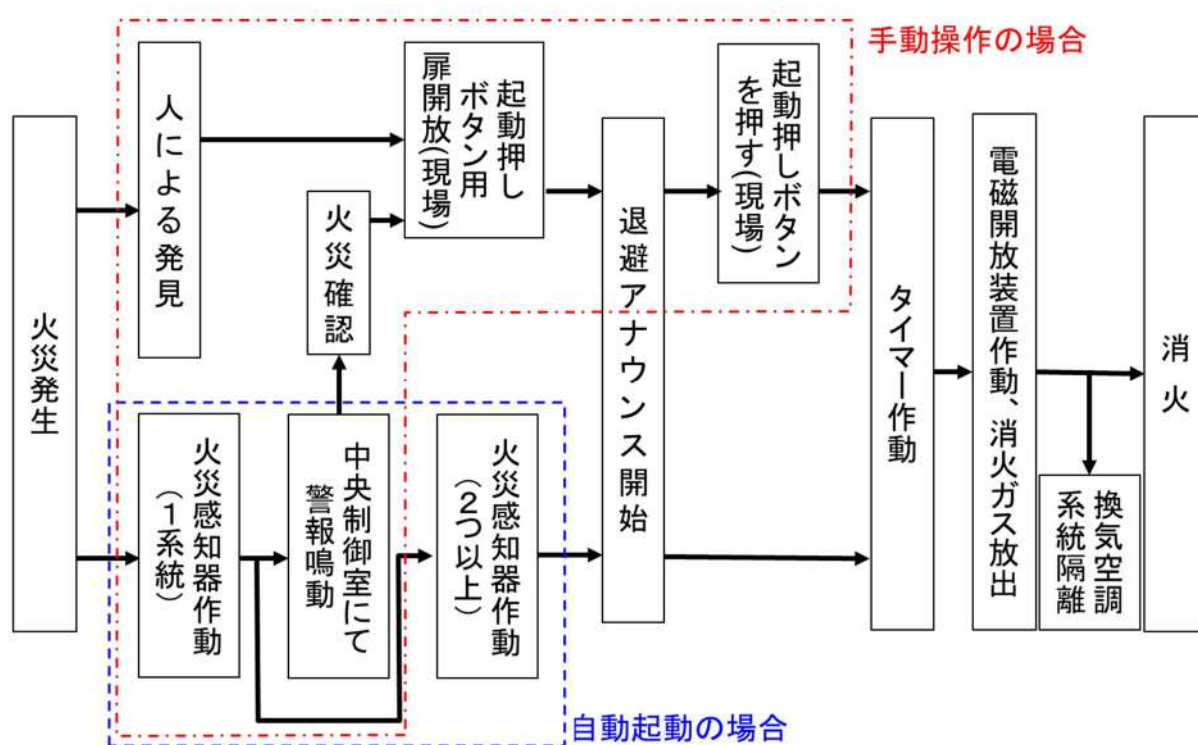 手動操作の場合
火災発生
人による発見
火災感知器作動
(1系統)
火災確認
中央制御室にて
警報鳴動
起動押し
ボタン用
扉開放(現場)
火災感知器作動
(2つ以上)
退避アナウンス開始
起動押しボタン
を押す(現場)
タイマー作動
電磁開放装置作動、消火ガス放出
換気空調
系統隔離
消火
自動起動の場合